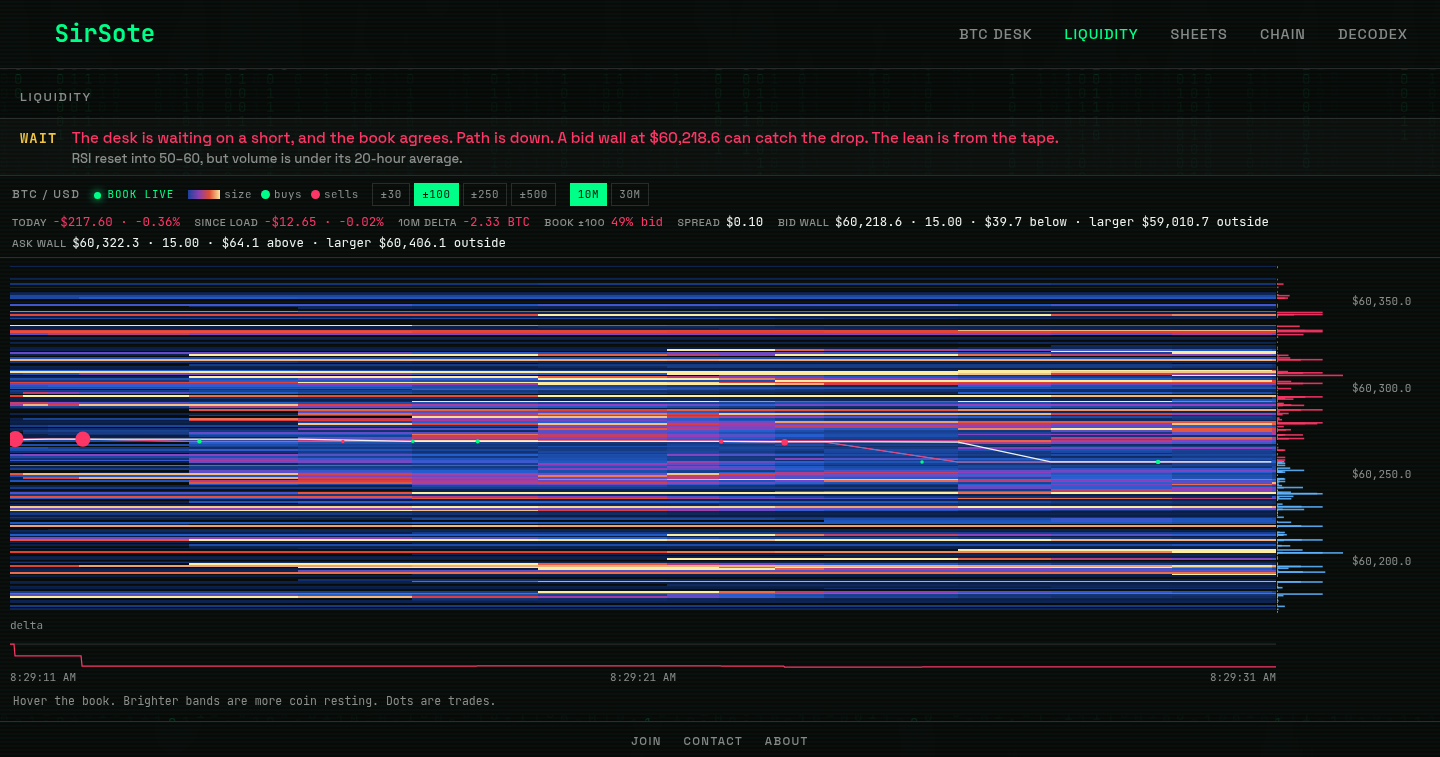 SirSote
BTC DESK LIQUIDITY SHEETS CHAIN DECODEX
LIQUIDITY
WAIT The desk is waiting on a short, and the book agrees. Path is down. A bid wall at $60,218.6 can catch the drop. The lean is from the tape.
RSI reset into 50–60, but volume is under its 20-hour average.
BTC / USD BOOK LIVE size buys sells ±30 ±100 ±250 ±500 10M 30M
TODAY -$217.60 · -0.36% SINCE LOAD -$12.65 · -0.02% 10M DELTA -2.33 BTC BOOK ±100 49% bid SPREAD $0.10 BID WALL $60,218.6 · 15.00 · $39.7 below · larger $59,010.7 outside
ASK WALL $60,322.3 · 15.00 · $64.1 above · larger $60,406.1 outside
$60,350.0
$60,300.0
$60,250.0
$60,200.0
delta
8:29:11 AM 8:29:21 AM 8:29:31 AM
Hover the book. Brighter bands are more coin resting. Dots are trades.
JOIN CONTACT ABOUT